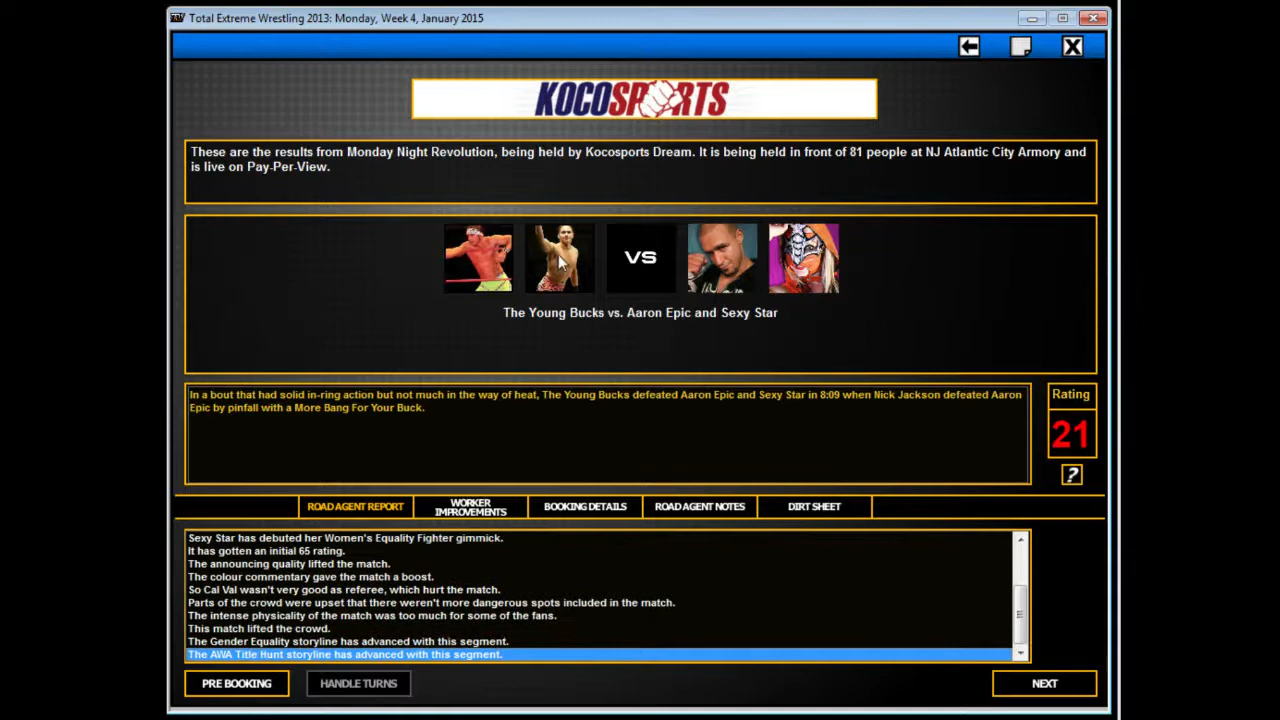 Total Extreme Wrestling 2013: Monday, Week 4, January 2015
KOCOSPORTS
These are the results from Monday Night Revolution, being held by Kocosports Dream. It is being held in front of 81 people at NJ Atlantic City Armory and
is live on Pay-Per-View.
VS
The Young Bucks vs. Aaron Epic and Sexy Star
In a bout that had solid in-ring action but not much in the way of heat, The Young Bucks defeated Aaron Epic and Sexy Star in 8:09 when Nick Jackson defeated Aaron
Epic by pinfall with a More Bang For Your Buck.
Rating
21
?
ROAD AGENT REPORT
WORKER
IMPROVEMENTS
BOOKING DETAILS
ROAD AGENT NOTES
DIRT SHEET
Sexy Star has debuted her Women's Equality Fighter gimmick.
It has gotten an initial 65 rating.
The announcing quality lifted the match.
The colour commentary gave the match a boost.
So Cal Val wasn't very good as referee, which hurt the match.
Parts of the crowd were upset that there weren't more dangerous spots included in the match.
The intense physicality of the match was too much for some of the fans.
This match lifted the crowd.
The Gender Equality storyline has advanced with this segment.
The AWA Title Hunt storyline has advanced with this segment.
PRE BOOKING
HANDLE TURNS
NEXT